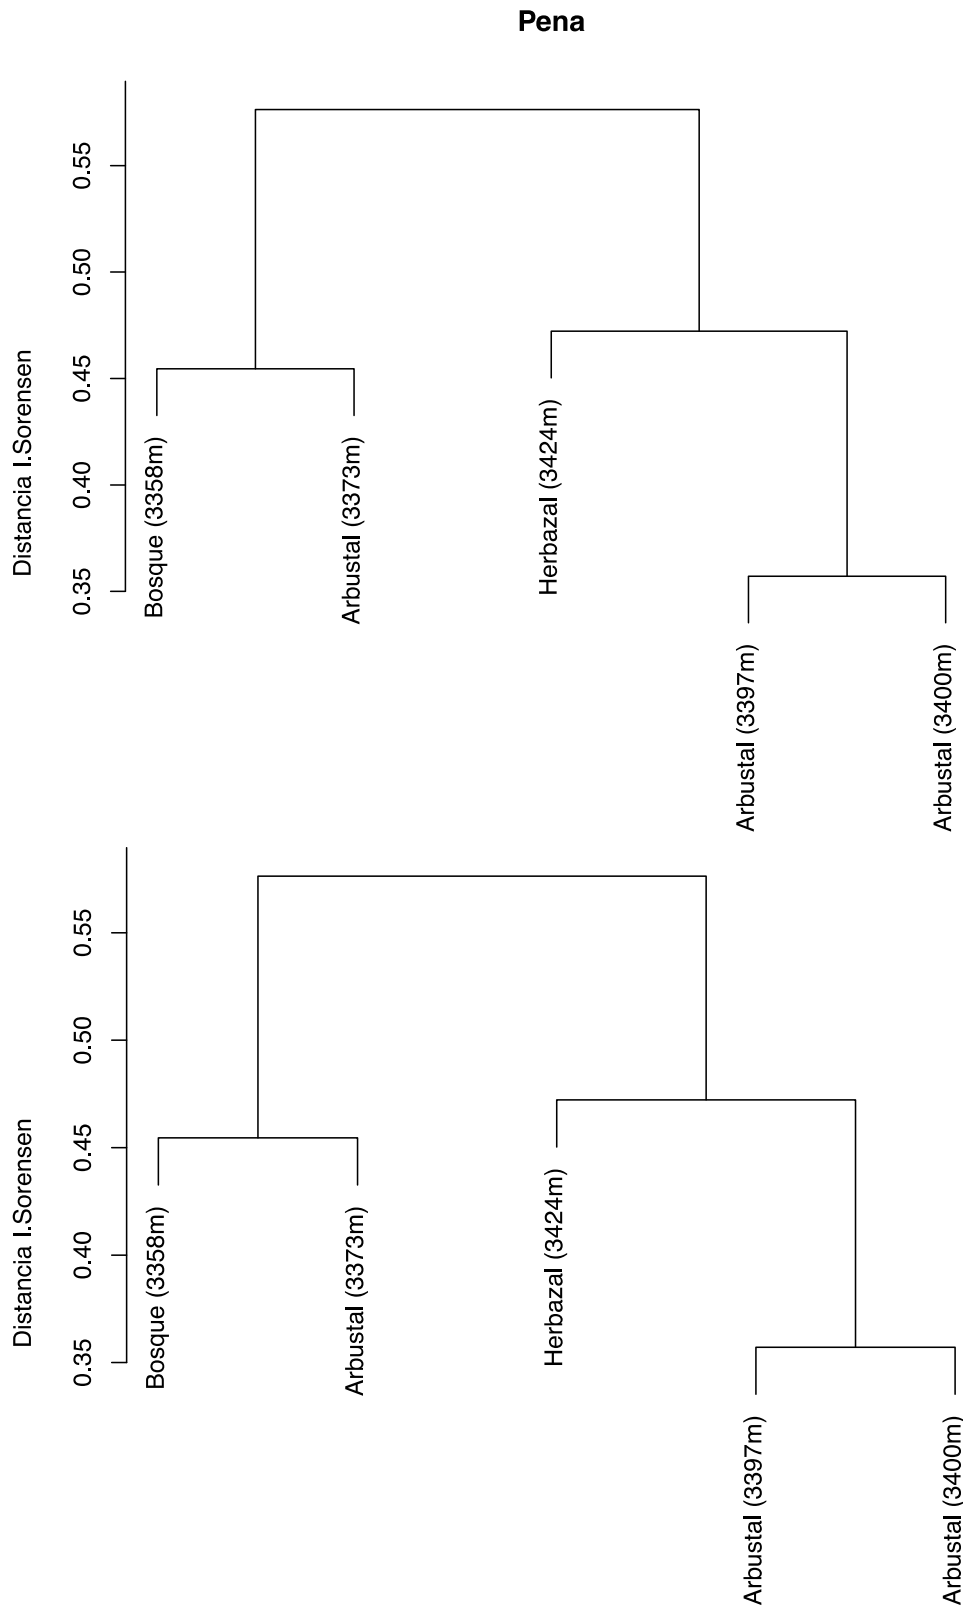 Pena
Distancia I.Sorensen
0.55
0.50
0.45
0.40
0.35
Bosque (3358m)
Arbustal (3373m)
Herbazal (3424m)
Arbustal (3397m)
Arbustal (3400m)
Distancia I.Sorensen
0.55
0.50
0.45
0.40
0.35
Bosque (3358m)
Arbustal (3373m)
Herbazal (3424m)
Arbustal (3397m)
Arbustal (3400m)